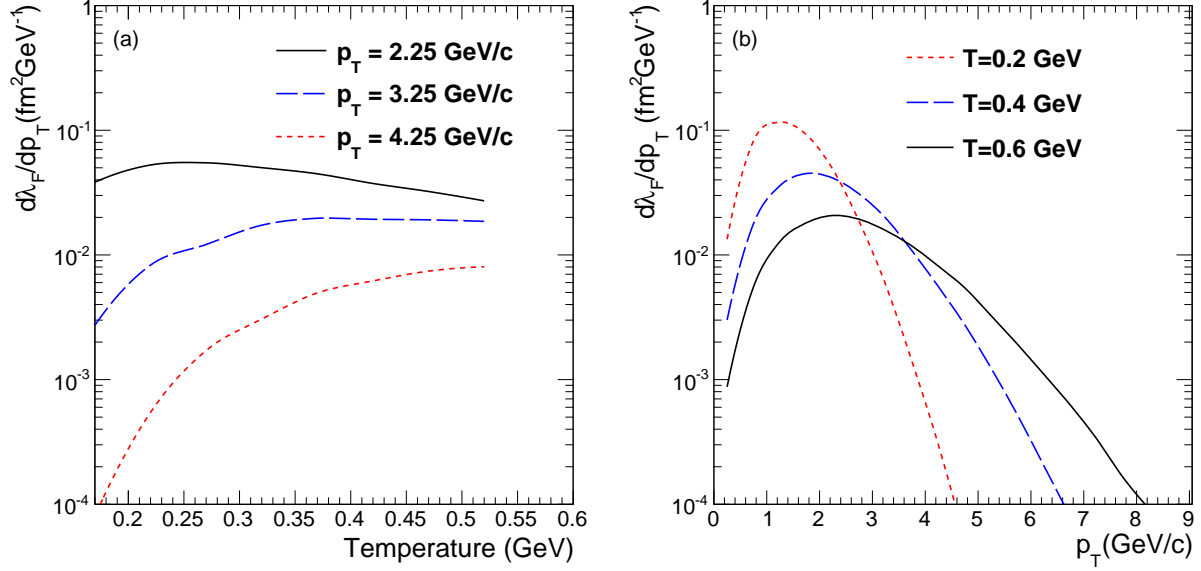 (a)
p_T = 2.25 GeV/c
p_T = 3.25 GeV/c
p_T = 4.25 GeV/c
dλ_F/dp_T(fm²GeV⁻¹)
1
10⁻¹
10⁻²
10⁻³
10⁻⁴
0.2 0.25 0.3 0.35 0.4 0.45 0.5 0.55 0.6
Temperature (GeV)
(b)
T=0.2 GeV
T=0.4 GeV
T=0.6 GeV
dλ_F/dp_T(fm²GeV⁻¹)
1
10⁻¹
10⁻²
10⁻³
10⁻⁴
0 1 2 3 4 5 6 7 8 9
p_T(GeV/c)